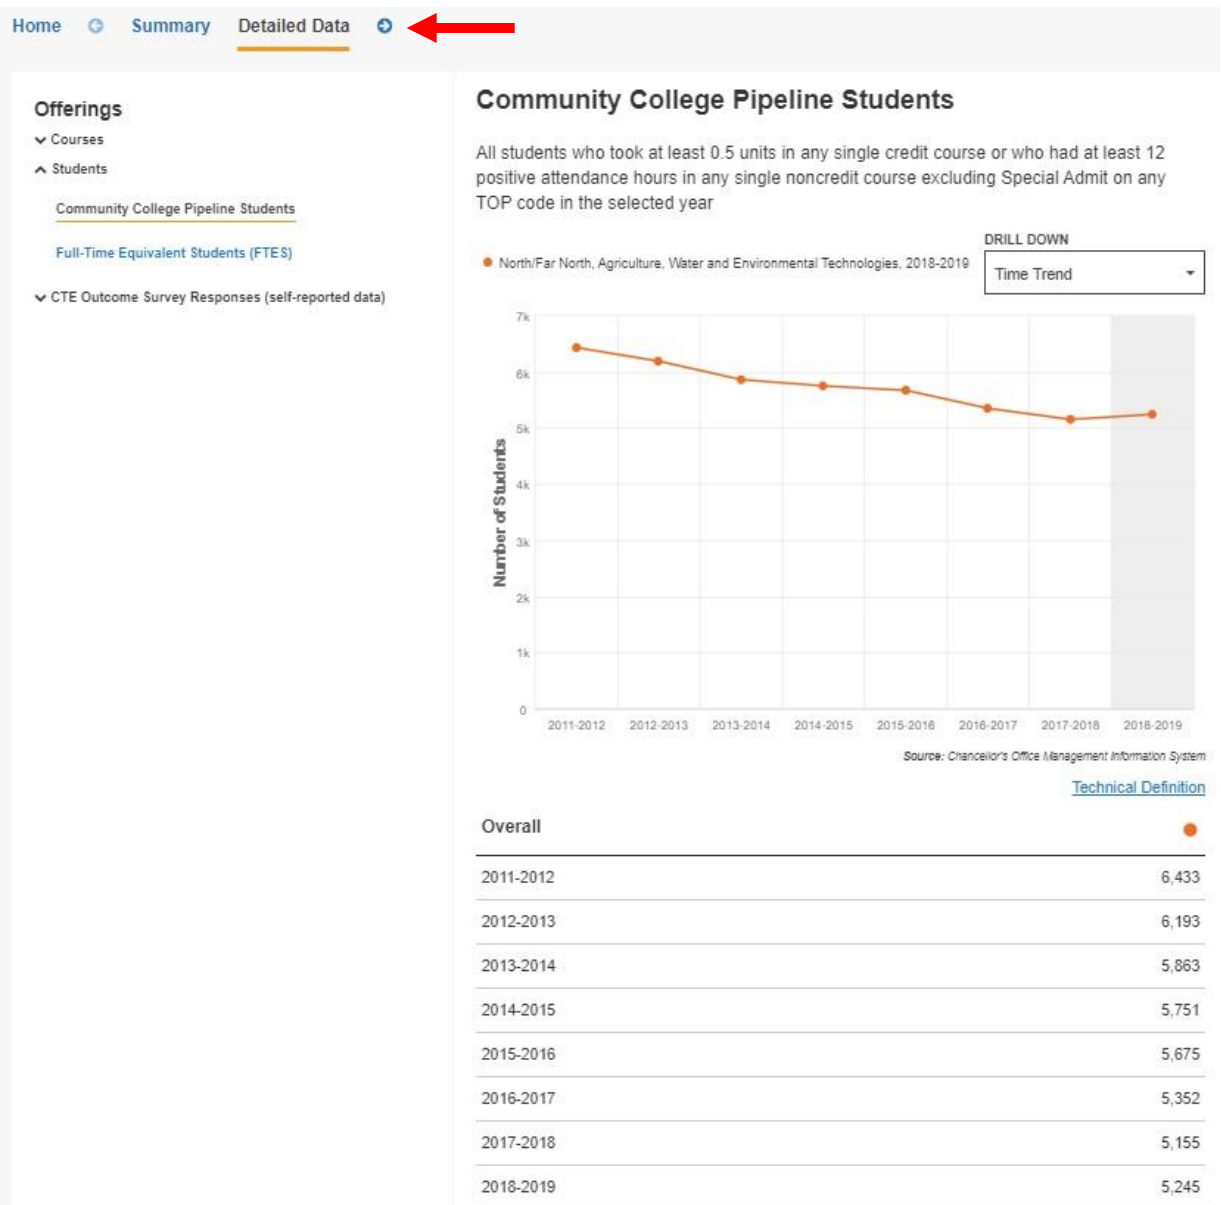 Home Summary Detailed Data
Offerings
Courses
Students
Community College Pipeline Students
Full-Time Equivalent Students (FTES)
CTE Outcome Survey Responses (self-reported data)
Community College Pipeline Students
All students who took at least 0.5 units in any single credit course or who had at least 12
positive attendance hours in any single noncredit course excluding Special Admit on any
TOP code in the selected year
DRILL DOWN
Time Trend
North/Far North, Agriculture, Water and Environmental Technologies, 2018-2019
Number of Students
7k
6k
5k
4k
3k
2k
1k
0
2011-2012 2012-2013 2013-2014 2014-2015 2015-2016 2016-2017 2017-2018 2018-2019
Source: Chancellor's Office Management Information System
Technical Definition
Overall
2011-2012 6,433
2012-2013 6,193
2013-2014 5,863
2014-2015 5,751
2015-2016 5,675
2016-2017 5,352
2017-2018 5,155
2018-2019 5,245